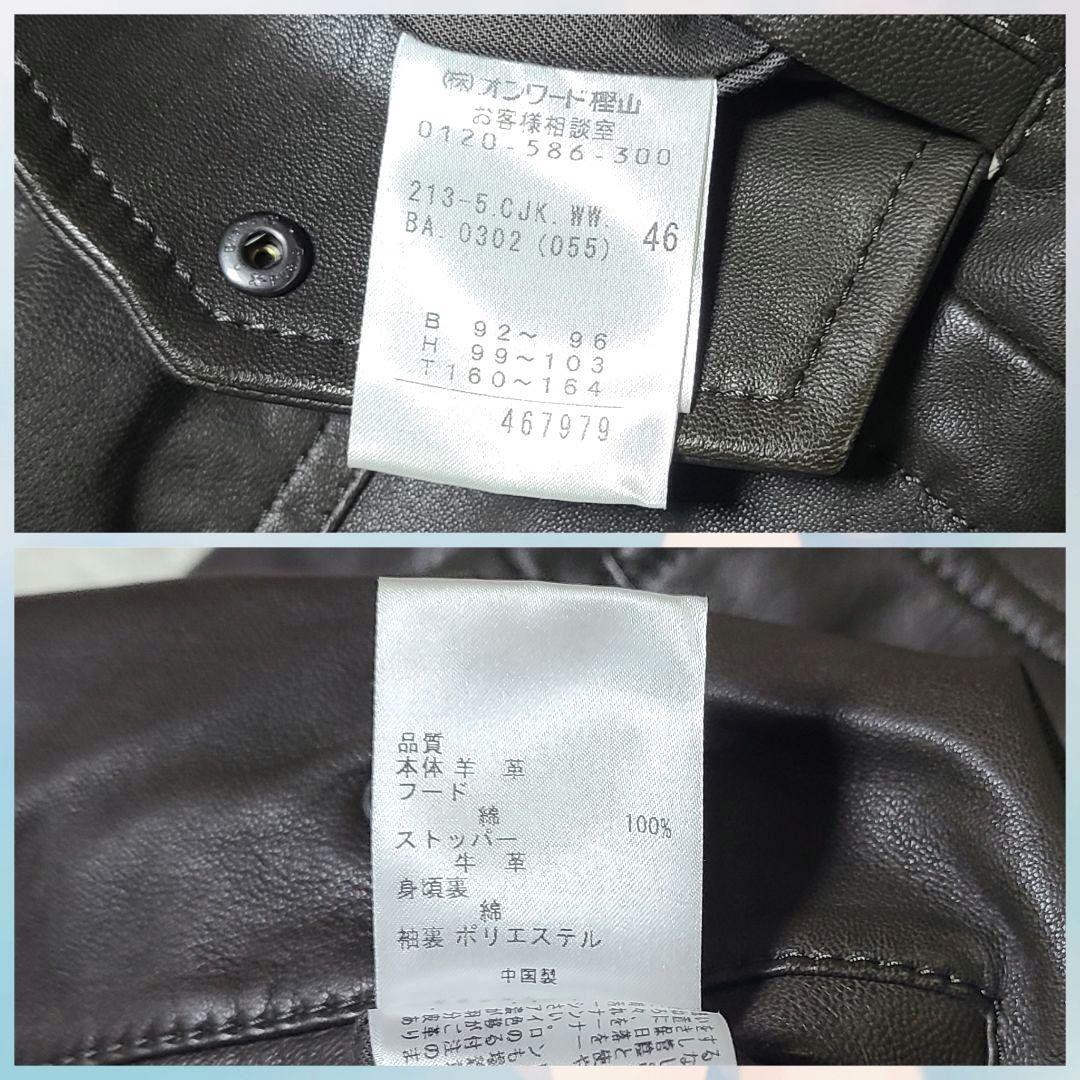 ㈱オンワード樫山
お客様相談室
0120-586-300
213-5.CJK.WW.
BA.0302(055)
46
B 92～ 96
H 99～103
T160～164
467979
品質
本体 羊 革
フード
綿 100%
ストッパー
牛 革
身頃裏
綿
袖裏 ポリエステル
中国製